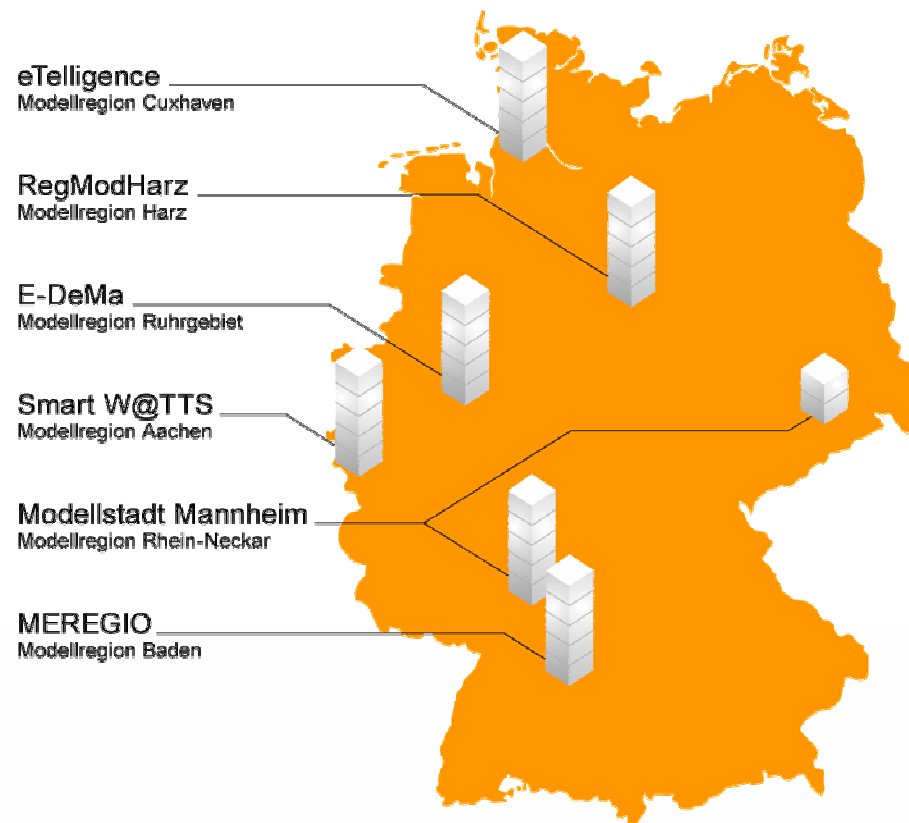 eTelligence
Modellregion Cuxhaven
RegModHarz
Modellregion Harz
E-DeMa
Modellregion Ruhrgebiet
Smart W@TTS
Modellregion Aachen
Modellstadt Mannheim
Modellregion Rhein-Neckar
MEREGIO
Modellregion Baden